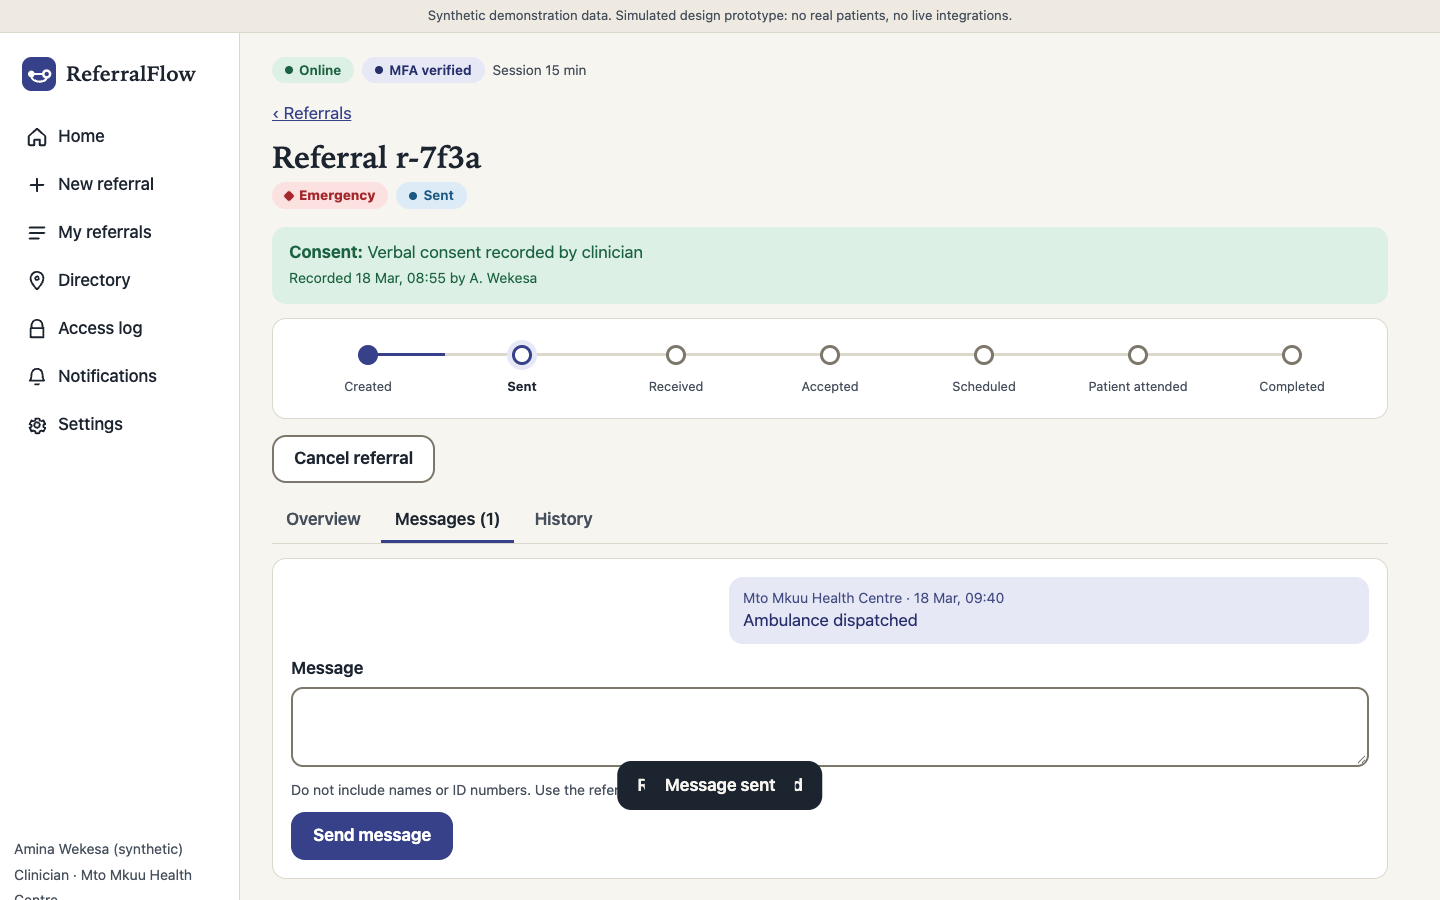 Synthetic demonstration data. Simulated design prototype: no real patients, no live integrations.
ReferralFlow
Home
New referral
My referrals
Directory
Access log
Notifications
Settings
Amina Wekesa (synthetic)
Clinician · Mto Mkuu Health
Centre
Online
MFA verified
Session 15 min
‹ Referrals
Referral r-7f3a
Emergency
Sent
Consent: Verbal consent recorded by clinician
Recorded 18 Mar, 08:55 by A. Wekesa
Created
Sent
Received
Accepted
Scheduled
Patient attended
Completed
Cancel referral
Overview
Messages (1)
History
Mto Mkuu Health Centre · 18 Mar, 09:40
Ambulance dispatched
Message
Do not include names or ID numbers. Use the
Message sent
Send message